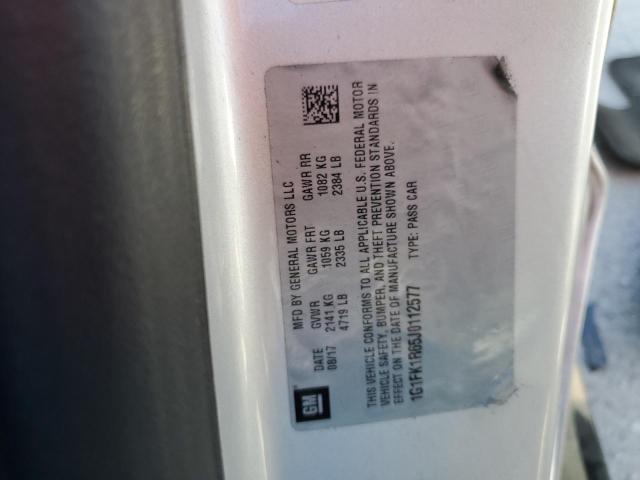 GM
MFD BY GENERAL MOTORS LLC
DATE GVWR GAWR FRT GAWR RR
08/17 2141 KG 1059 KG 1082 KG
4719 LB 2335 LB 2384 LB
THIS VEHICLE CONFORMS TO ALL APPLICABLE U.S. FEDERAL MOTOR
VEHICLE SAFETY, BUMPER, AND THEFT PREVENTION STANDARDS IN
EFFECT ON THE DATE OF MANUFACTURE SHOWN ABOVE.
1G1FK1R65J0112577 TYPE: PASS CAR